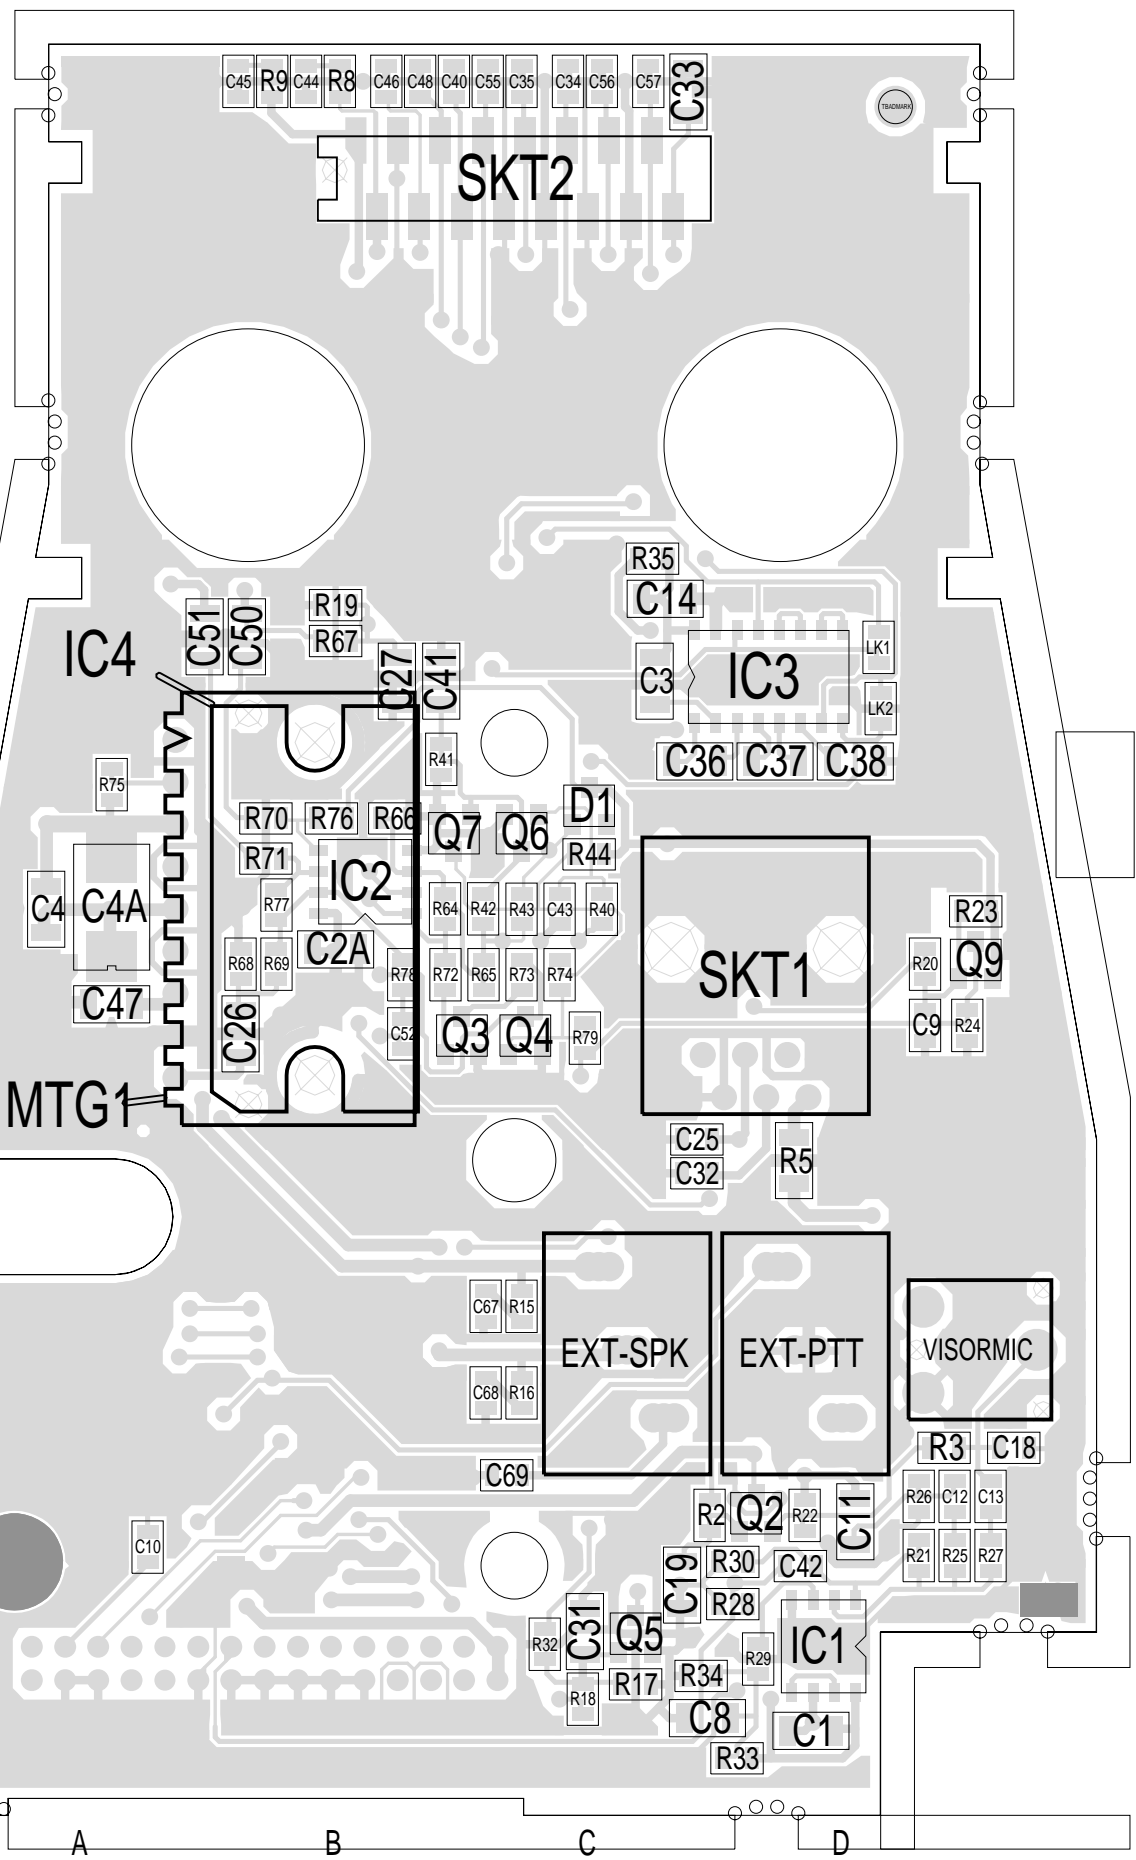 C45 R9 C44 R8 C46 C48 C40 C55 C35 C34 C56 C57 C33
TBADMARK
SKT2
R35
C14
R19
R67
C51 C50
IC4
C27 C41
C3
IC3
LK1
LK2
R41
C36 C37 C38
R75
R70 R76 R66
Q7 Q6
D1
R71
IC2
R44
C4 C4A
R77
R64 R42 R43 C43 R40
R23
C2A
R68 R69
R78 R72 R65 R73 R74
SKT1
R20 Q9
C47
C26
C52
Q3 Q4
R79
C9 R24
MTG1
C25
C32
R5
C67 R15
EXT-SPK
EXT-PTT
VISORMIC
C68 R16
R3 C18
C69
R2 Q2 R22 C11
R26 C12 C13
C10
C19
R30
C42
R21 R25 R27
R28
C31
R32
Q5
R29
IC1
R34
R17
R18
C8
C1
R33
A B C D